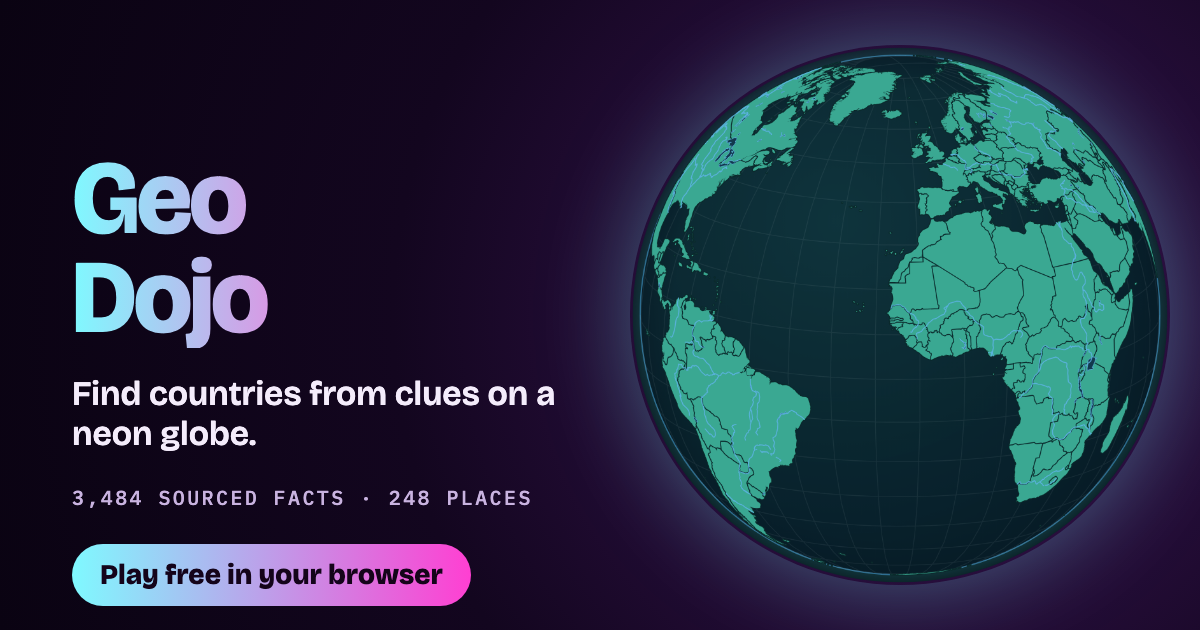 Geo
Dojo
Find countries from clues on a
neon globe.
3,484 SOURCED FACTS · 248 PLACES
Play free in your browser